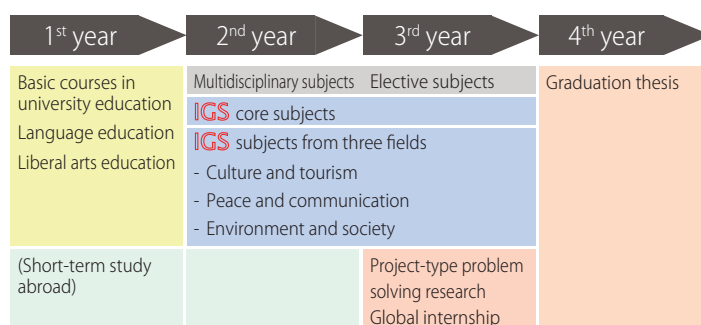 1st year
2nd year
3rd year
4th year
Basic courses in
university education
Language education
Liberal arts education
(Short-term study
abroad)
Multidisciplinary subjects
Elective subjects
IGS core subjects
IGS subjects from three fields
- Culture and tourism
- Peace and communication
- Environment and society
Project-type problem
solving research
Global internship
Graduation thesis